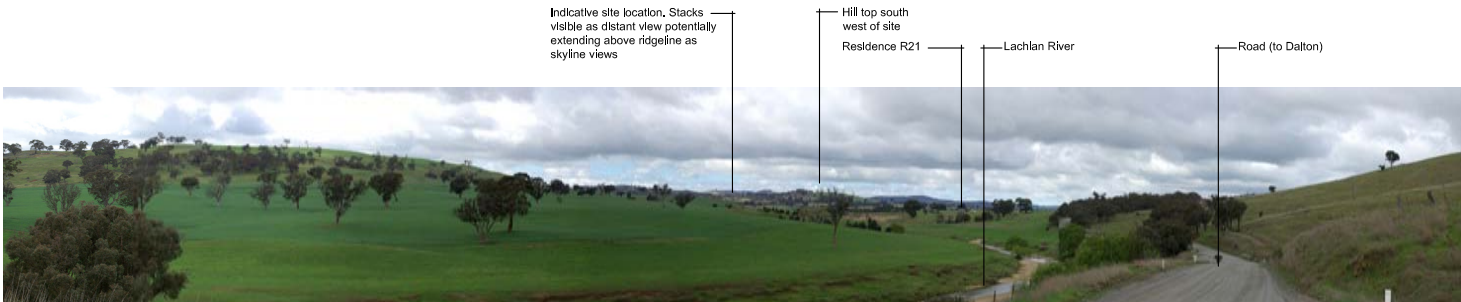 Indicative site location. Stacks
visible as distant view potentially
extending above ridgeline as
skyline views
Hill top south
west of site
Residence R21
Lachlan River
Road (to Dalton)